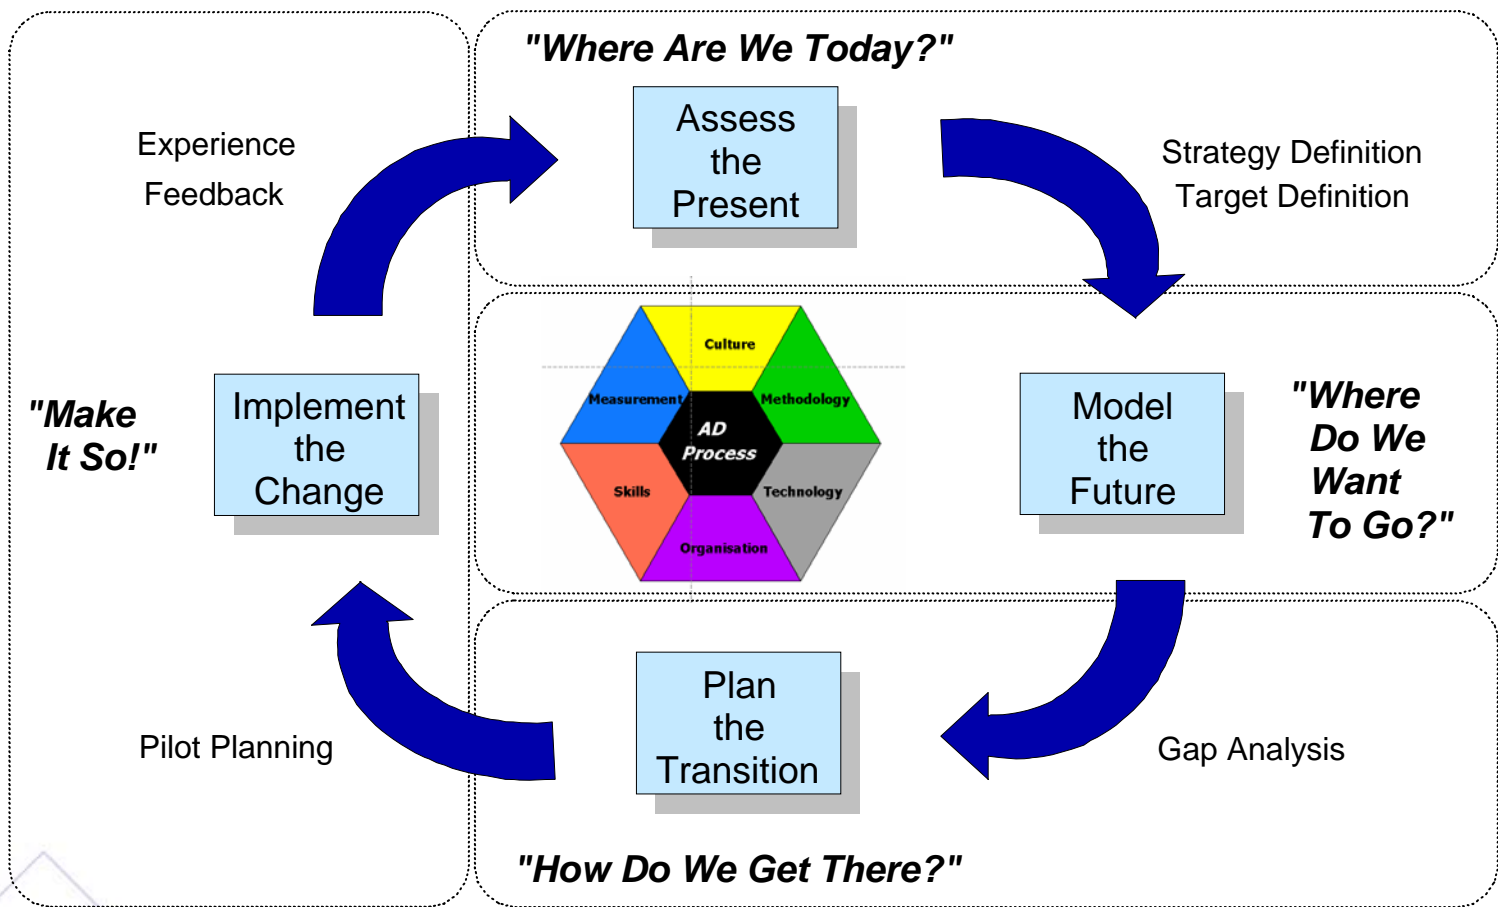 "Where Are We Today?"
Assess
the
Present
Experience
Feedback
Strategy Definition
Target Definition
Culture
Measurement
Methodology
AD
Process
Skills
Technology
Organisation
"Make
It So!"
Implement
the
Change
Model
the
Future
"Where
Do We
Want
To Go?"
Plan
the
Transition
Pilot Planning
Gap Analysis
"How Do We Get There?"